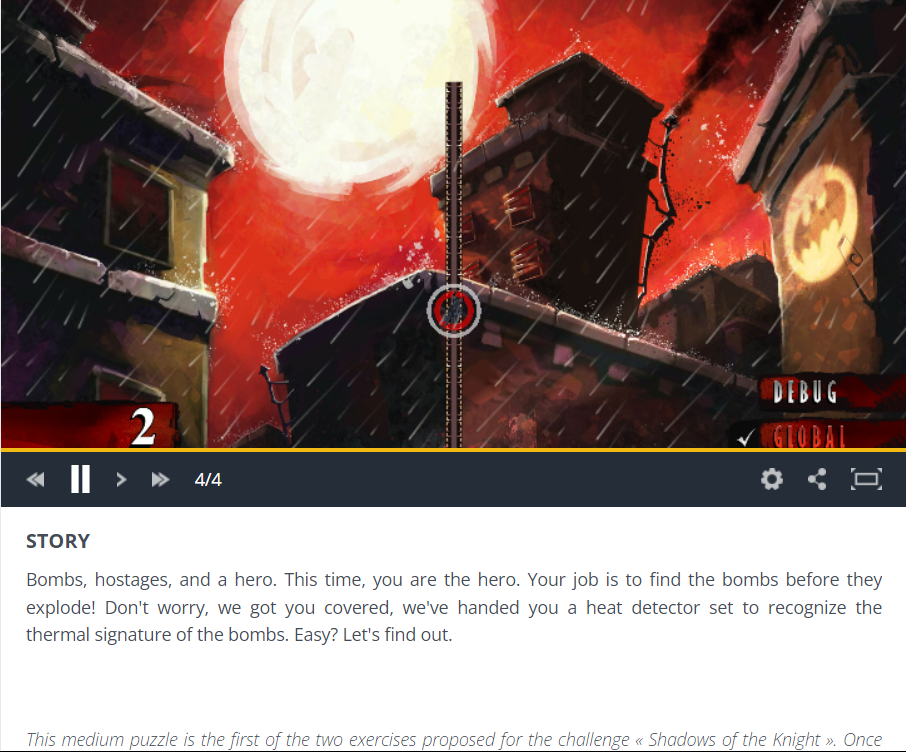 2
DEBUG
GLOBAL
4/4
STORY
Bombs, hostages, and a hero. This time, you are the hero. Your job is to find the bombs before they
explode! Don't worry, we got you covered, we've handed you a heat detector set to recognize the
thermal signature of the bombs. Easy? Let's find out.
This medium puzzle is the first of the two exercises proposed for the challenge « Shadows of the Knight ». Once